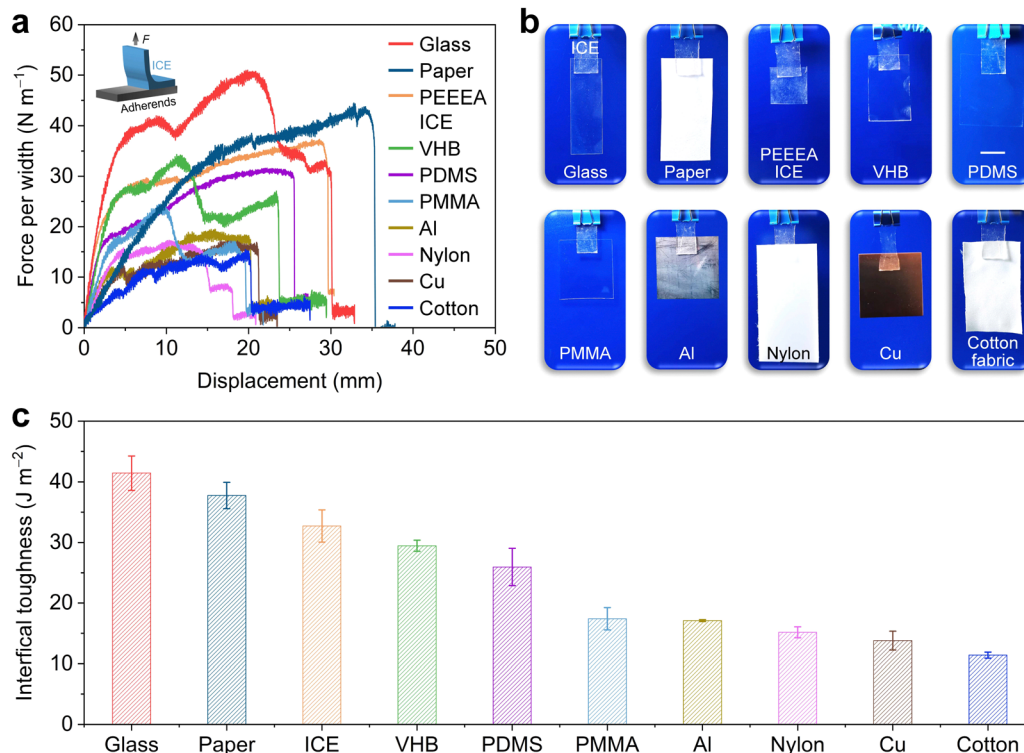 a
60
50
40
30
20
10
0
Force per width (N m⁻¹)
0 10 20 30 40 50
Displacement (mm)
F
ICE
Adherends
Glass
Paper
PEEEA
ICE
VHB
PDMS
PMMA
Al
Nylon
Cu
Cotton
b
ICE
Glass
Paper
PEEEA
ICE
VHB
PDMS
PMMA
Al
Nylon
Cu
Cotton
fabric
c
50
40
30
20
10
0
Interfical toughness (J m⁻²)
Glass Paper ICE VHB PDMS PMMA Al Nylon Cu Cotton